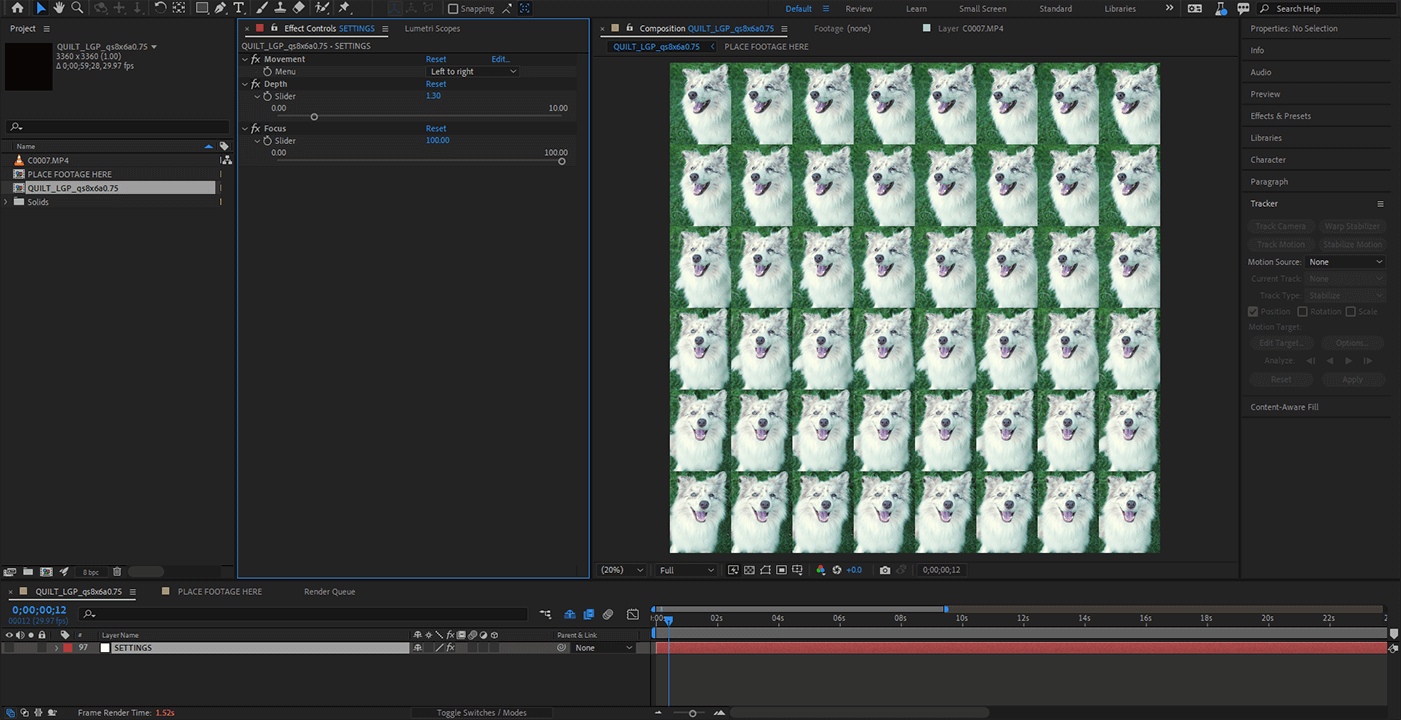 Snapping
Default
Review
Learn
Small Screen
Standard
Libraries
Search Help
Project
QUILT_LGP_qs8x6a0.75
3360 x 3360 (1.00)
Δ 0;00;59;28, 29.97 fps
Name
C0007.MP4
PLACE FOOTAGE HERE
QUILT_LGP_qs8x6a0.75
Solids
8 bpc
Effect Controls SETTINGS
Lumetri Scopes
QUILT_LGP_qs8x6a0.75 • SETTINGS
fx Movement Reset Edit...
Menu Left to right
fx Depth Reset
Slider 1.30
0.00 10.00
fx Focus Reset
Slider 100.00
0.00 100.00
Composition QUILT_LGP_qs8x6a0.75
Footage (none)
Layer C0007.MP4
QUILT_LGP_qs8x6a0.75 PLACE FOOTAGE HERE
(20%) Full +0.0 0;00;00;12
Properties: No Selection
Info
Audio
Preview
Effects & Presets
Libraries
Character
Paragraph
Tracker
Track Camera Warp Stabilizer
Track Motion Stabilize Motion
Motion Source: None
Current Track: None
Track Type: Stabilize
Position Rotation Scale
Motion Target:
Edit Target... Options...
Analyze:
Reset Apply
Content-Aware Fill
QUILT_LGP_qs8x6a0.75
PLACE FOOTAGE HERE
Render Queue
0;00;00;12
00012 (29.97 fps)
02s 04s 06s 08s 10s 12s 14s 16s 18s 20s 22s
# Layer Name fx Parent & Link
97 SETTINGS fx None
Frame Render Time: 1.52s
Toggle Switches / Modes